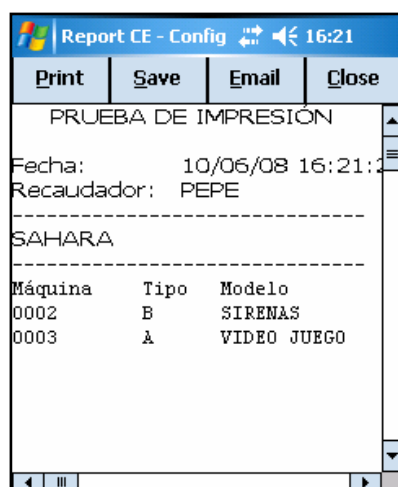 Report CE - Config 16:21
Print Save Email Close
PRUEBA DE IMPRESIÓN
Fecha: 10/06/08 16:21:2
Recaudador: PEPE
--------------------------------
SAHARA
--------------------------------
Máquina Tipo Modelo
0002 B SIRENAS
0003 A VIDEO JUEGO